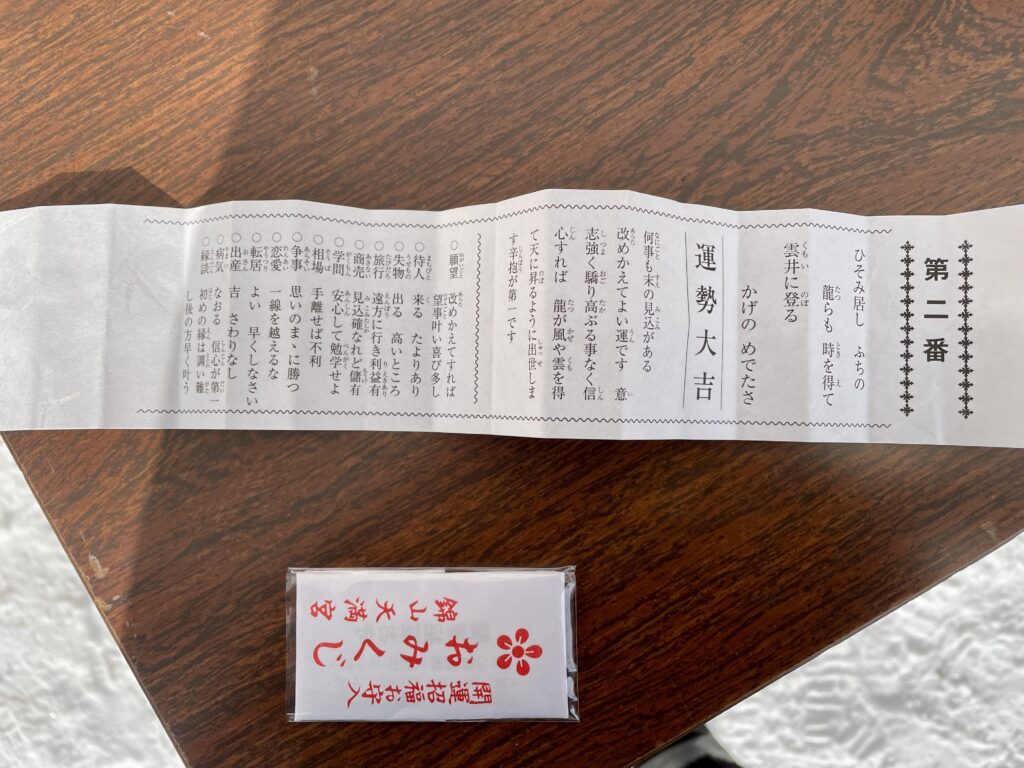 第二番
ひそみ居し ふちの
龍らも 時を得て
雲井に登る
かげの めでたさ
運勢大吉
何事も末の見込がある
改めかえてよい運です 意
志強く驕り高ぶる事なく信
心すれば 龍が風や雲を得
て天に昇るように出世しま
す辛抱が第一です
○願望 改めかえてすれば
望事叶い喜び多し
○待人 来る たよりあり
○失物 出る 高いところ
○旅行 遠方に行き利益有
○商売 見込確なれど儲有
○学問 安心して勉学せよ
○相場 手離せば不利
○争事 思いのまゝに勝つ
○恋愛 一線を越えるな
○転居 よい 早くしなさい
○出産 吉 さわりなし
○病気 なおる 信心が第一
○縁談 初めの縁は調い難
し後の方早く叶う
開運招福お守入
おみくじ
錦山天満宮